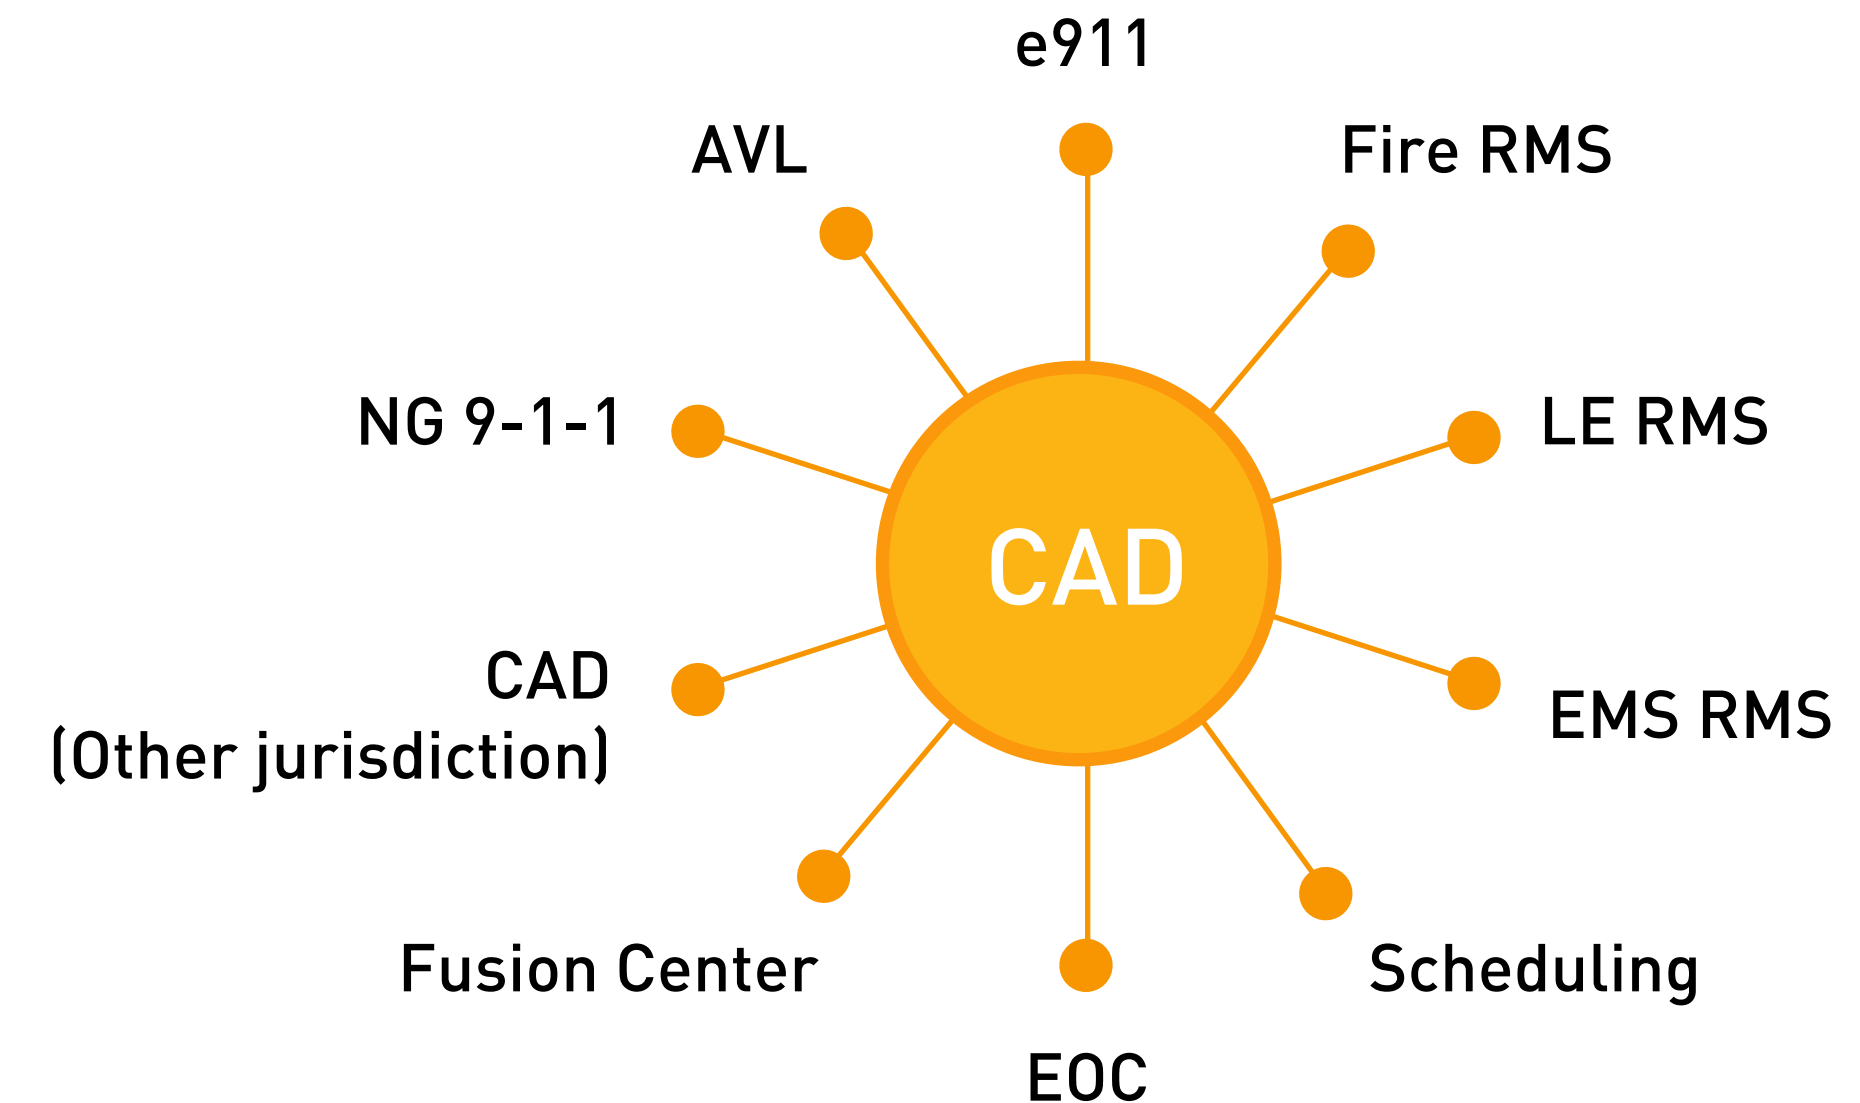 e911
AVL
Fire RMS
NG 9-1-1
LE RMS
CAD
CAD
(Other jurisdiction)
EMS RMS
Fusion Center
Scheduling
EOC